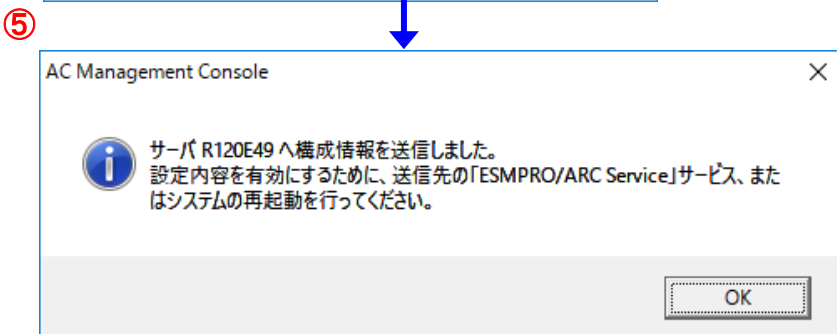 ⑤
AC Management Console
サーバ R120E49 へ構成情報を送信しました。
設定内容を有効にするために、送信先の「ESMPRO/ARC Service」サービス、また
はシステムの再起動を行ってください。
OK